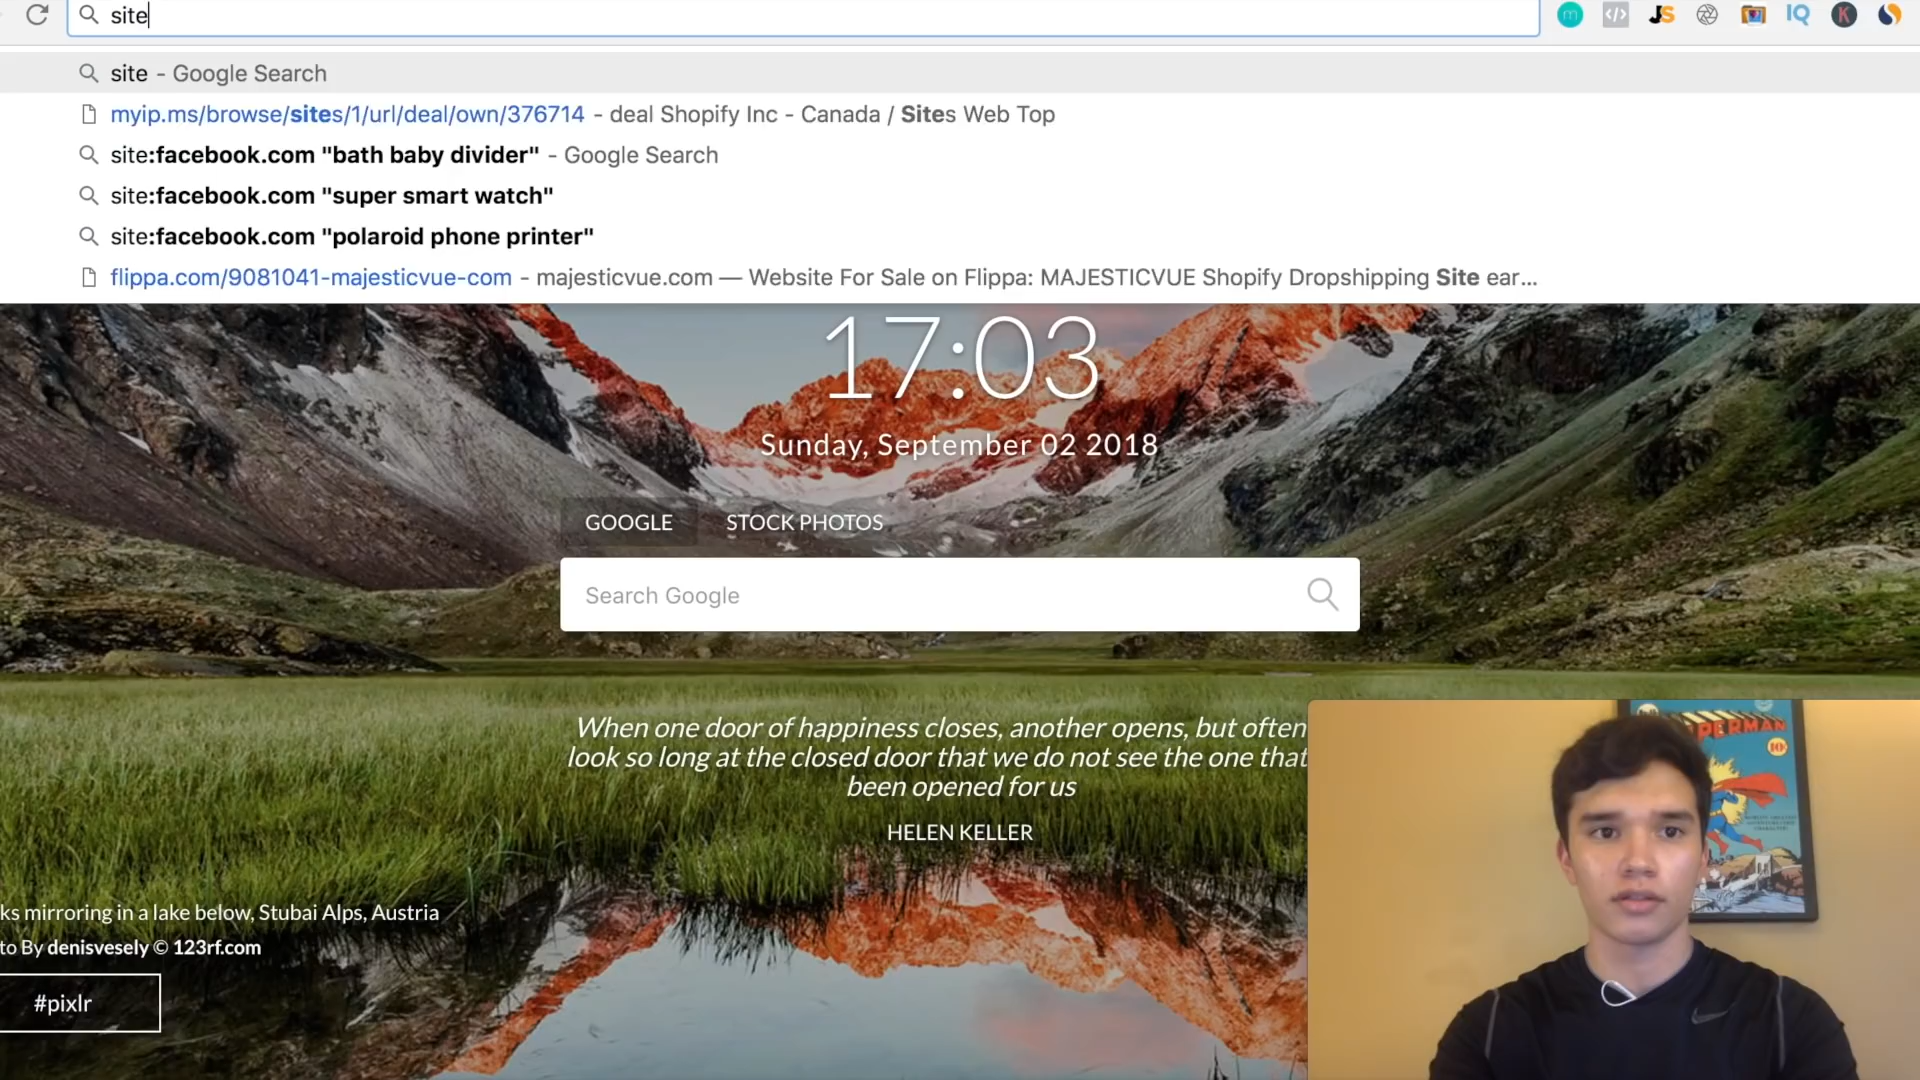 site
m
</>
JS
IQ
K
site - Google Search
myip.ms/browse/sites/1/url/deal/own/376714 - deal Shopify Inc - Canada / Sites Web Top
site:facebook.com "bath baby divider" - Google Search
site:facebook.com "super smart watch"
site:facebook.com "polaroid phone printer"
flippa.com/9081041-majesticvue-com - majesticvue.com — Website For Sale on Flippa: MAJESTICVUE Shopify Dropshipping Site ear...
17:03
Sunday, September 02 2018
GOOGLE STOCK PHOTOS
Search Google
When one door of happiness closes, another opens, but often
look so long at the closed door that we do not see the one that
been opened for us
HELEN KELLER
PERMAN
10¢
ks mirroring in a lake below, Stubai Alps, Austria
to By denisvesely © 123rf.com
#pixlr